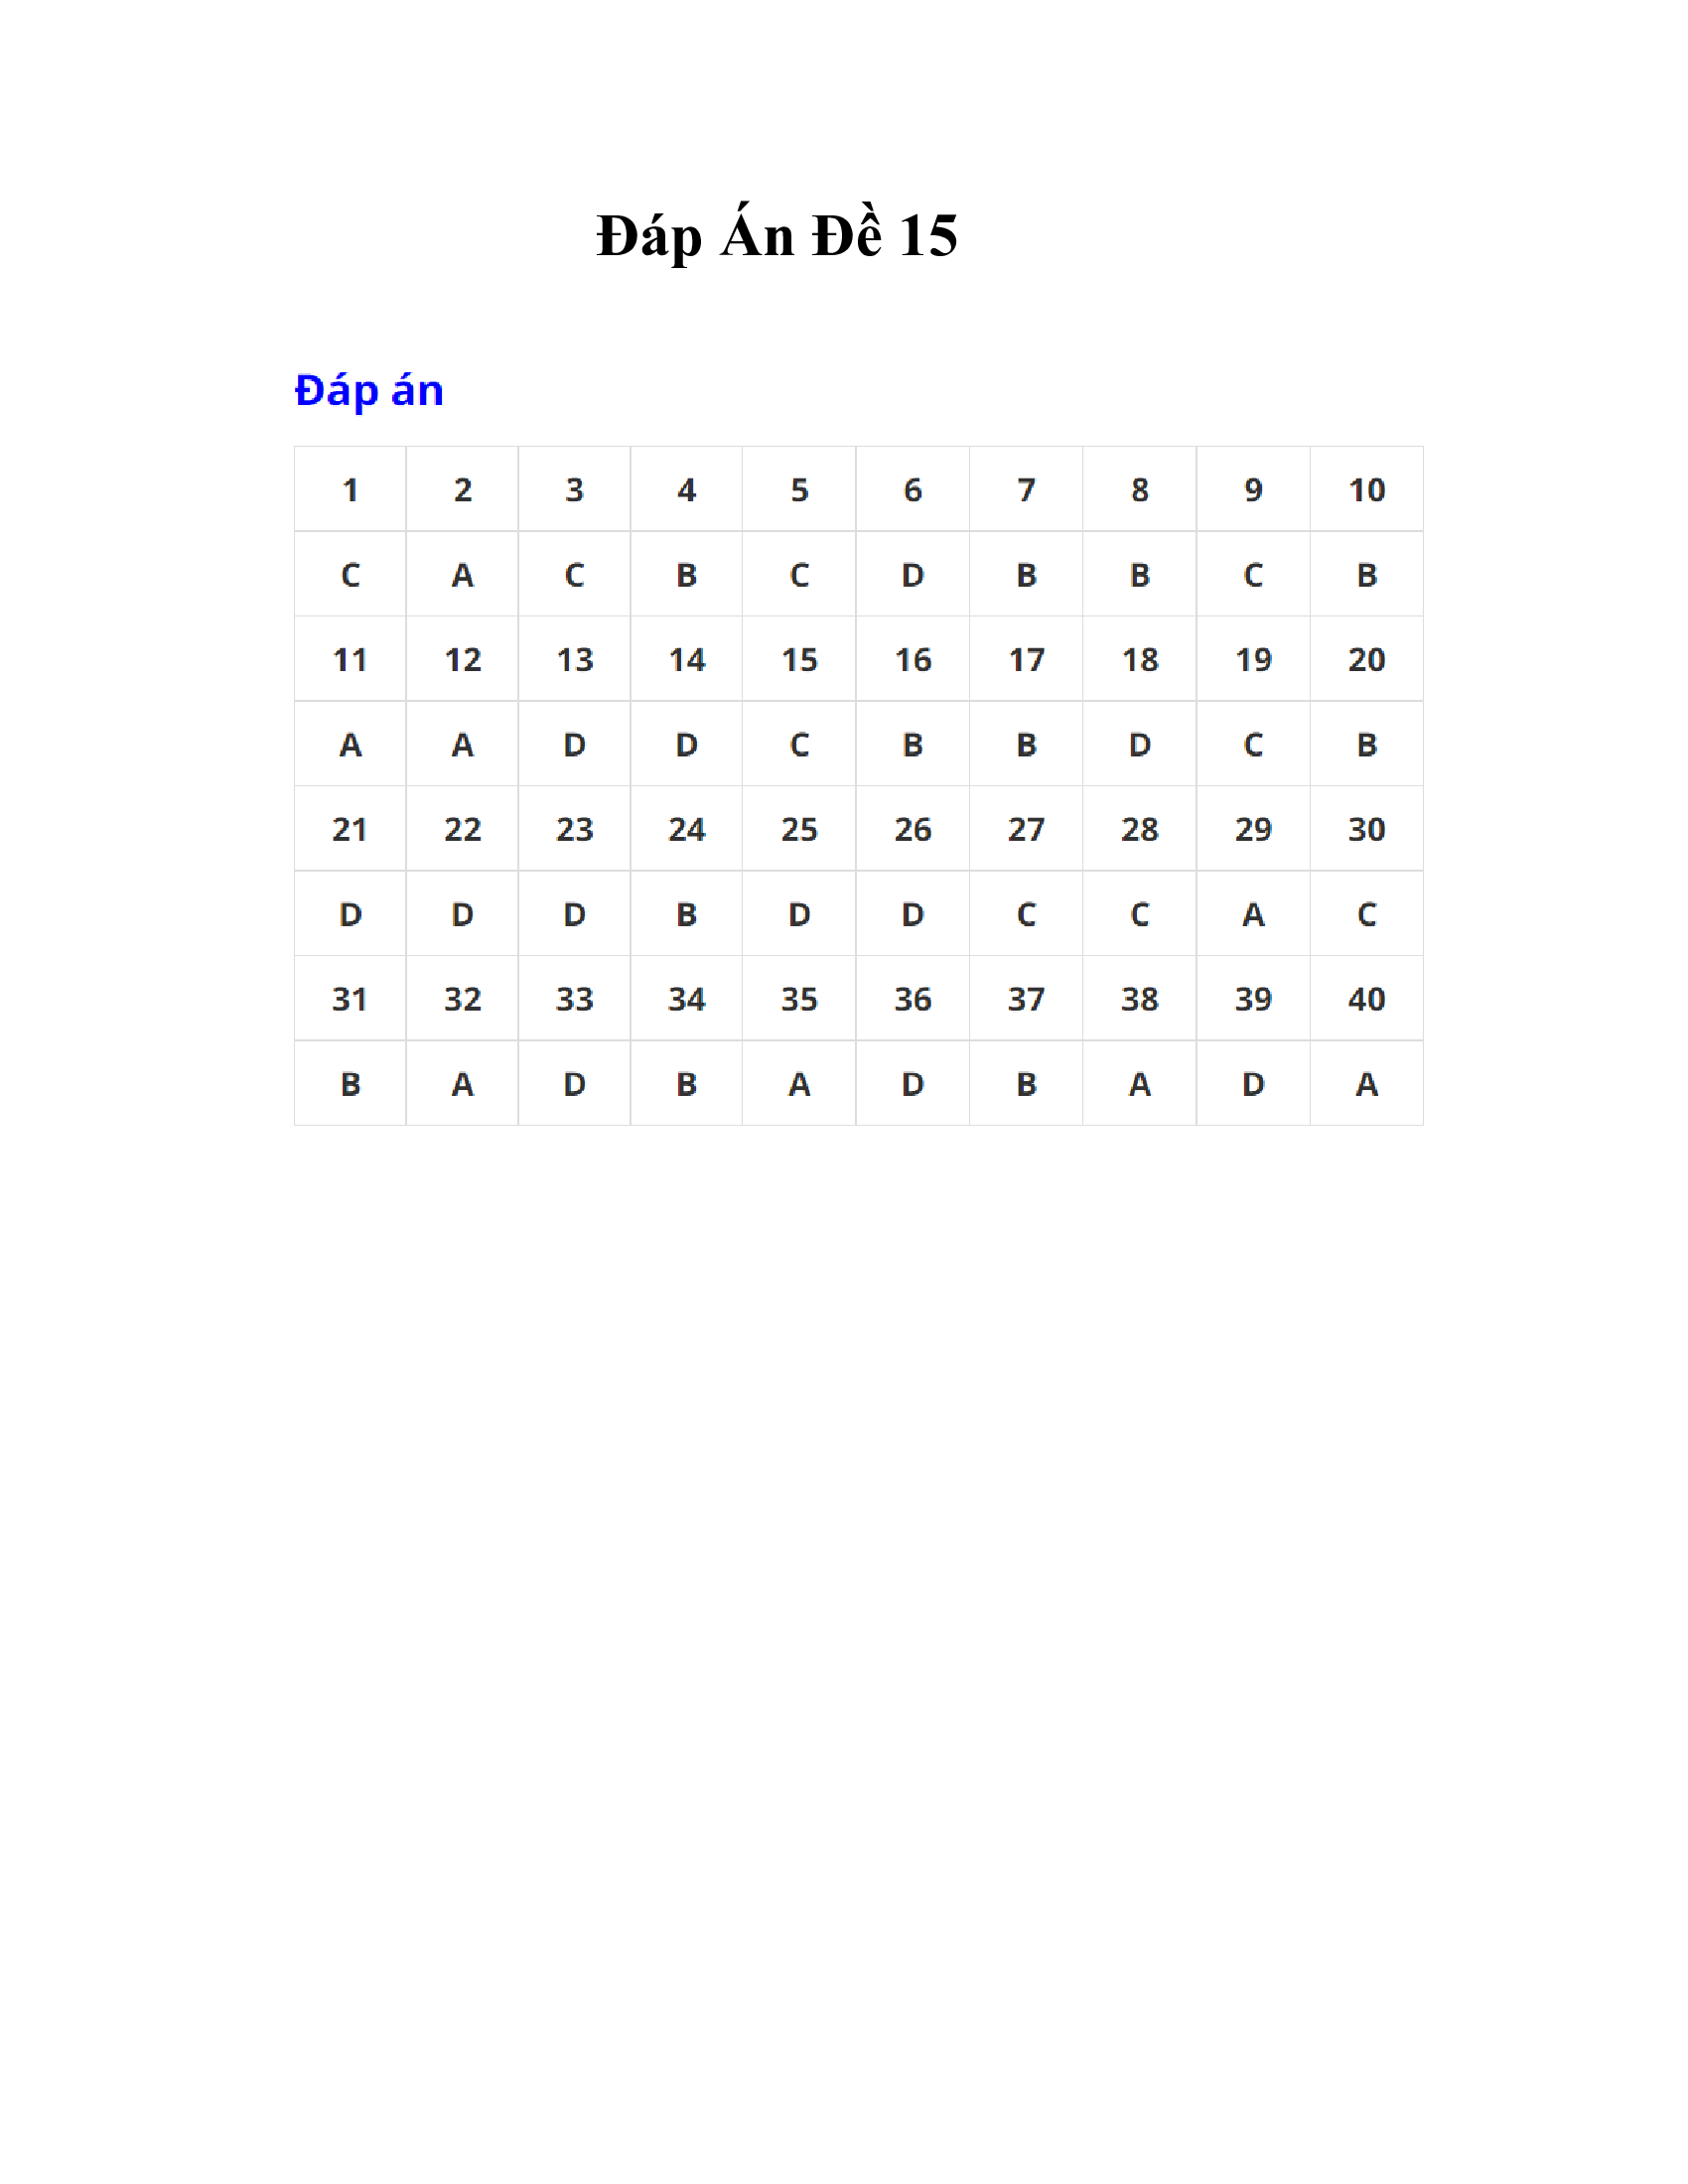 Đáp Án Đề 15
Đáp án
1 2 3 4 5 6 7 8 9 10
C A C B C D B B C B
11 12 13 14 15 16 17 18 19 20
A A D D C B B D C B
21 22 23 24 25 26 27 28 29 30
D D D B D D C C A C
31 32 33 34 35 36 37 38 39 40
B A D B A D B A D A